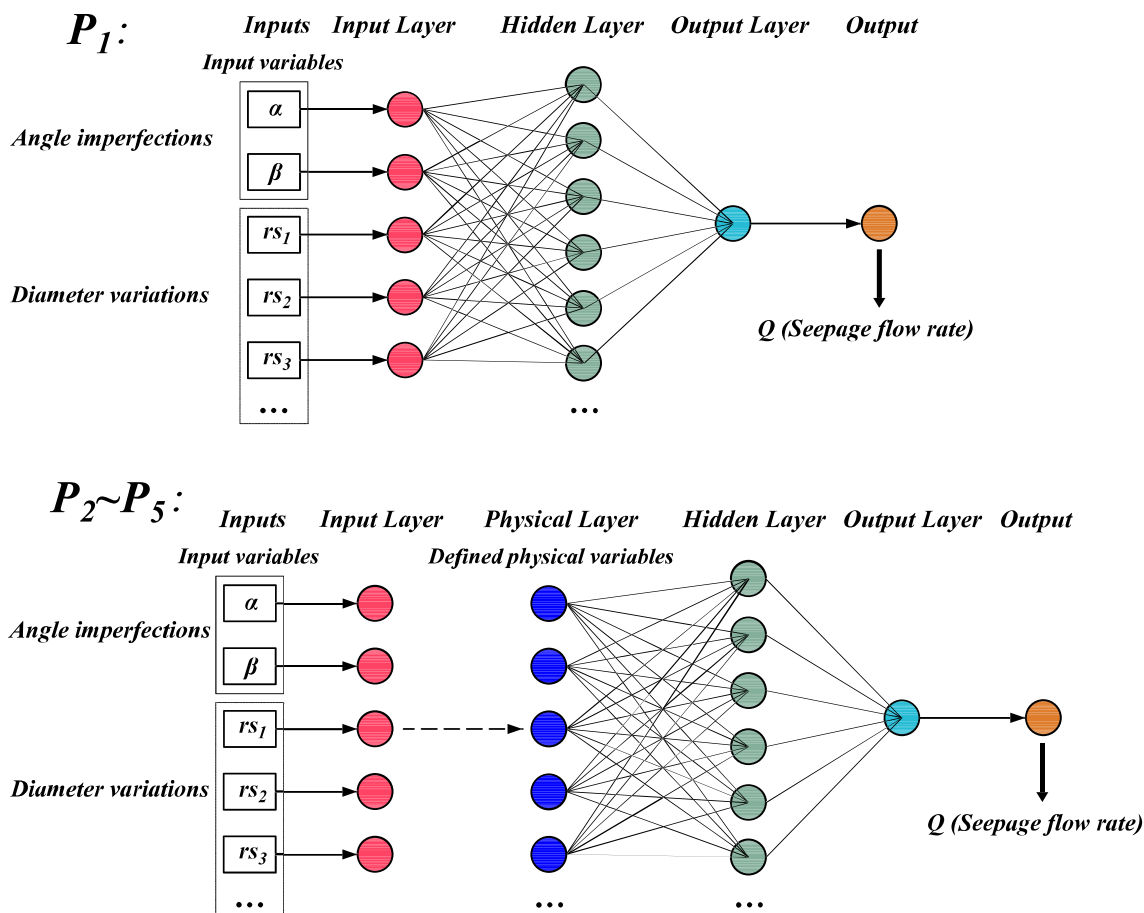 P1:
Inputs Input Layer Hidden Layer Output Layer Output
Input variables
α
Angle imperfections
β
rs1
Diameter variations
rs2
Q (Seepage flow rate)
rs3
... ...
P2~P5:
Inputs Input Layer Physical Layer Hidden Layer Output Layer Output
Input variables Defined physical variables
α
Angle imperfections
β
rs1
Diameter variations
rs2
Q (Seepage flow rate)
rs3
... ... ...